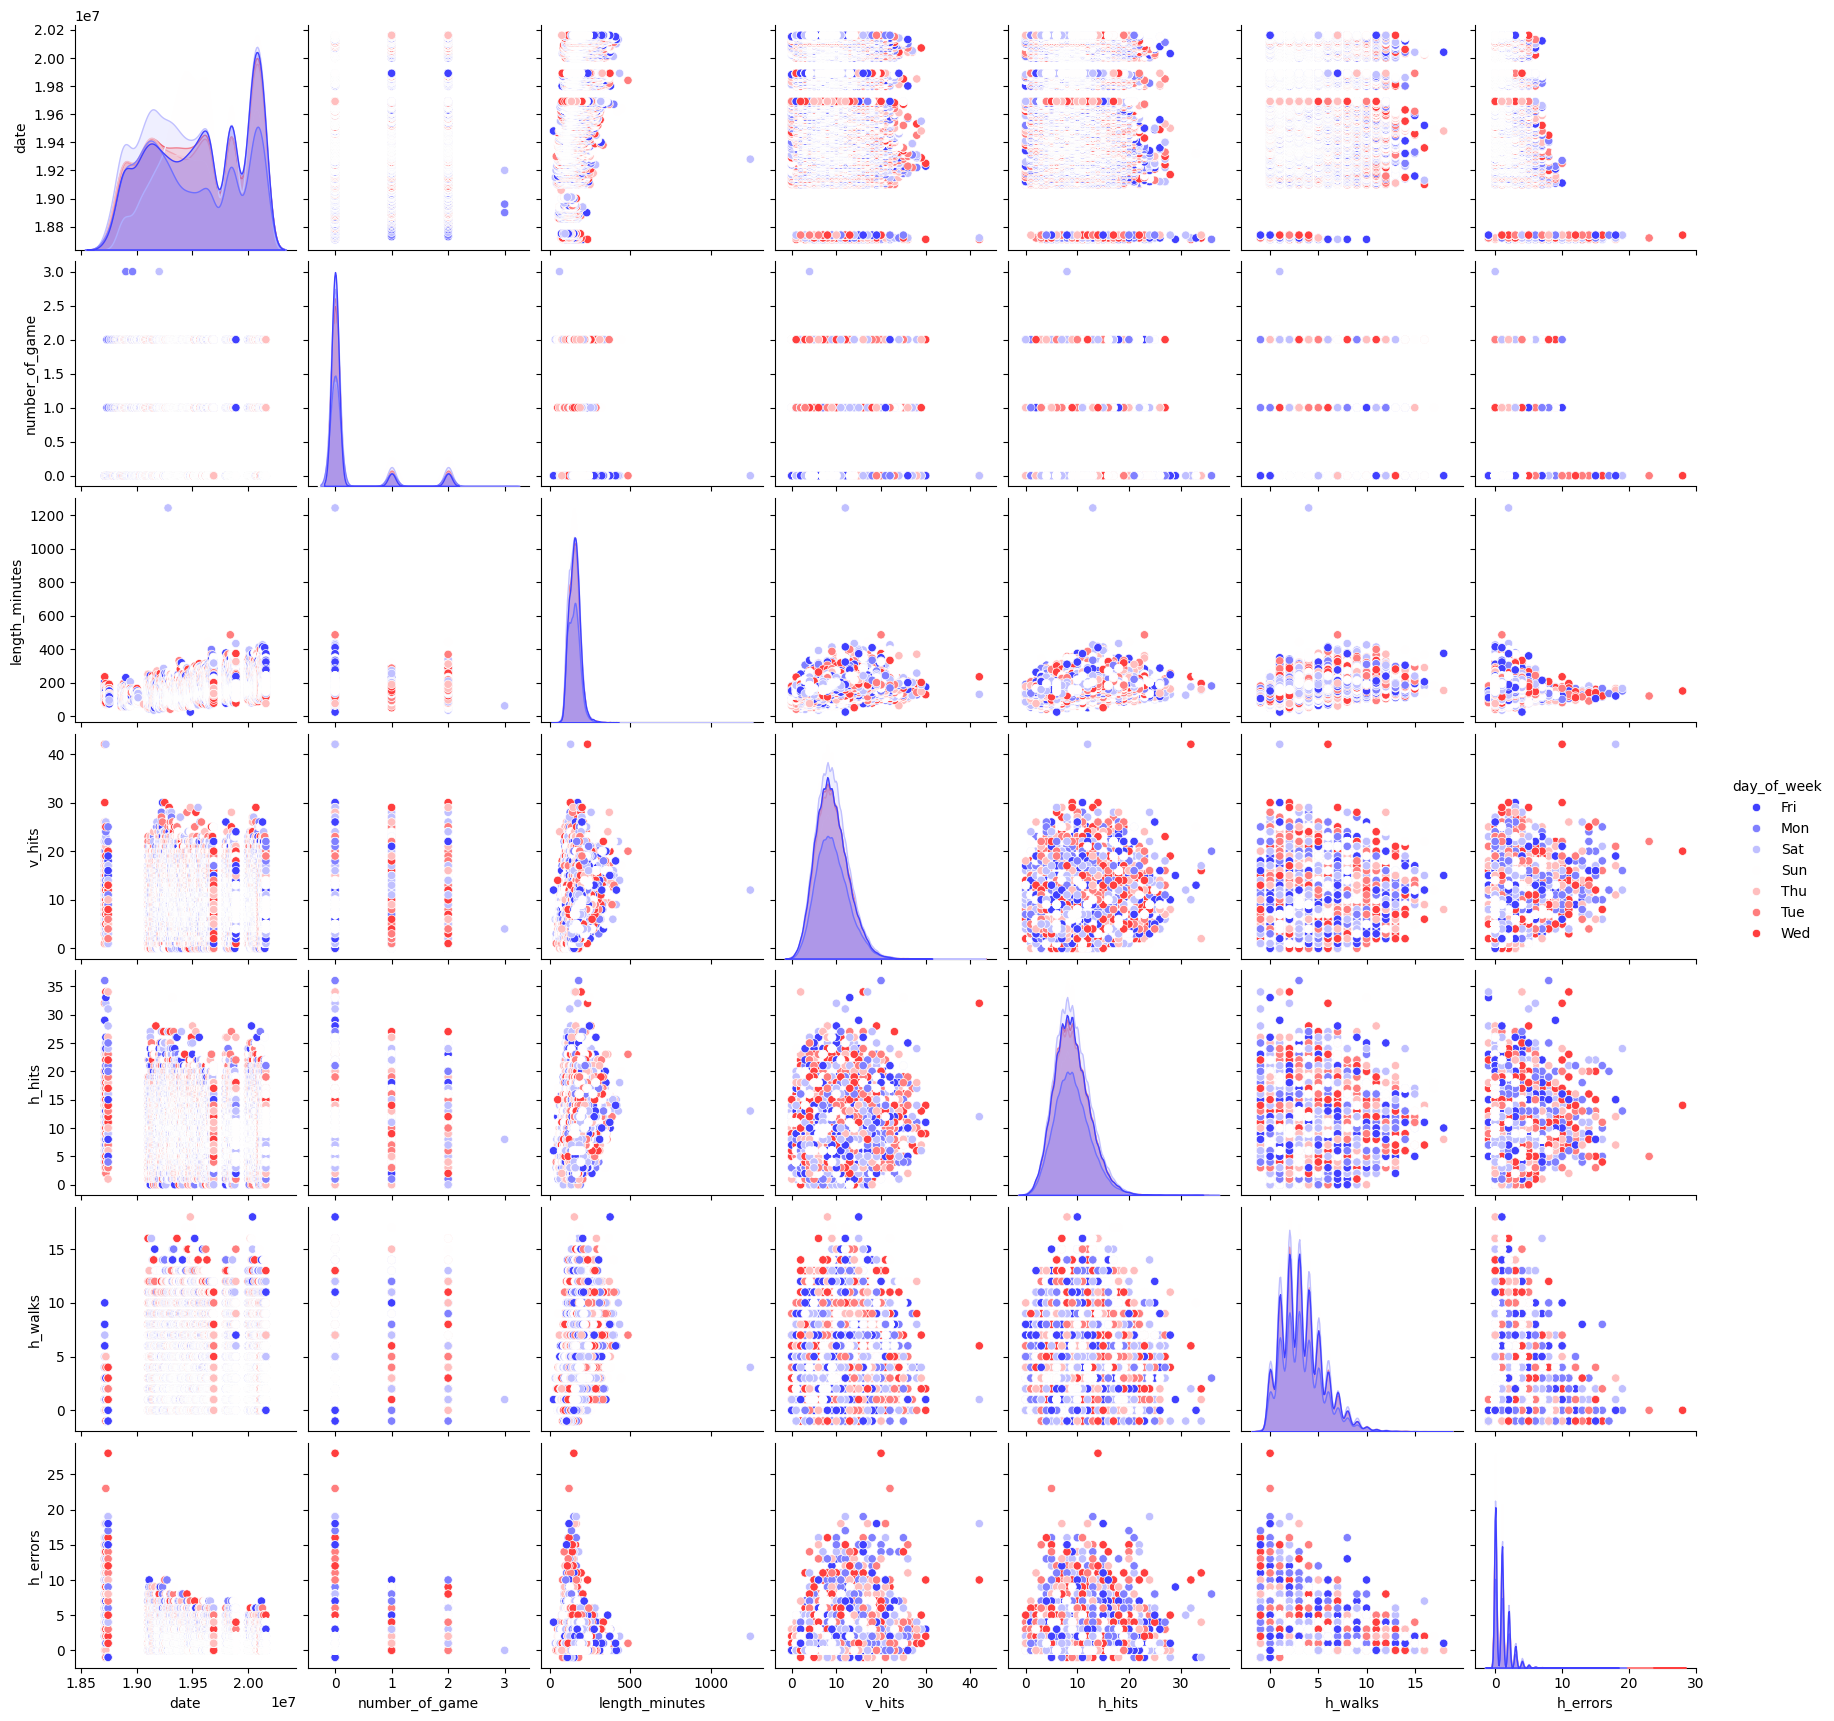 1e7
2.02
2.00
1.98
1.96
1.94
1.92
1.90
1.88
date
3.0
2.5
2.0
1.5
1.0
0.5
0.0
number_of_game
1200
1000
800
600
400
200
0
length_minutes
40
30
20
10
0
v_hits
day_of_week
Fri
Mon
Sat
Sun
Thu
Tue
Wed
35
30
25
20
15
10
5
0
h_hits
15
10
5
0
h_walks
25
20
15
10
5
0
h_errors
1.85 1.90 1.95 2.00
1e7
date
0 1 2 3
number_of_game
0 500 1000
length_minutes
0 10 20 30 40
v_hits
0 10 20 30
h_hits
0 5 10 15
h_walks
0 10 20 30
h_errors